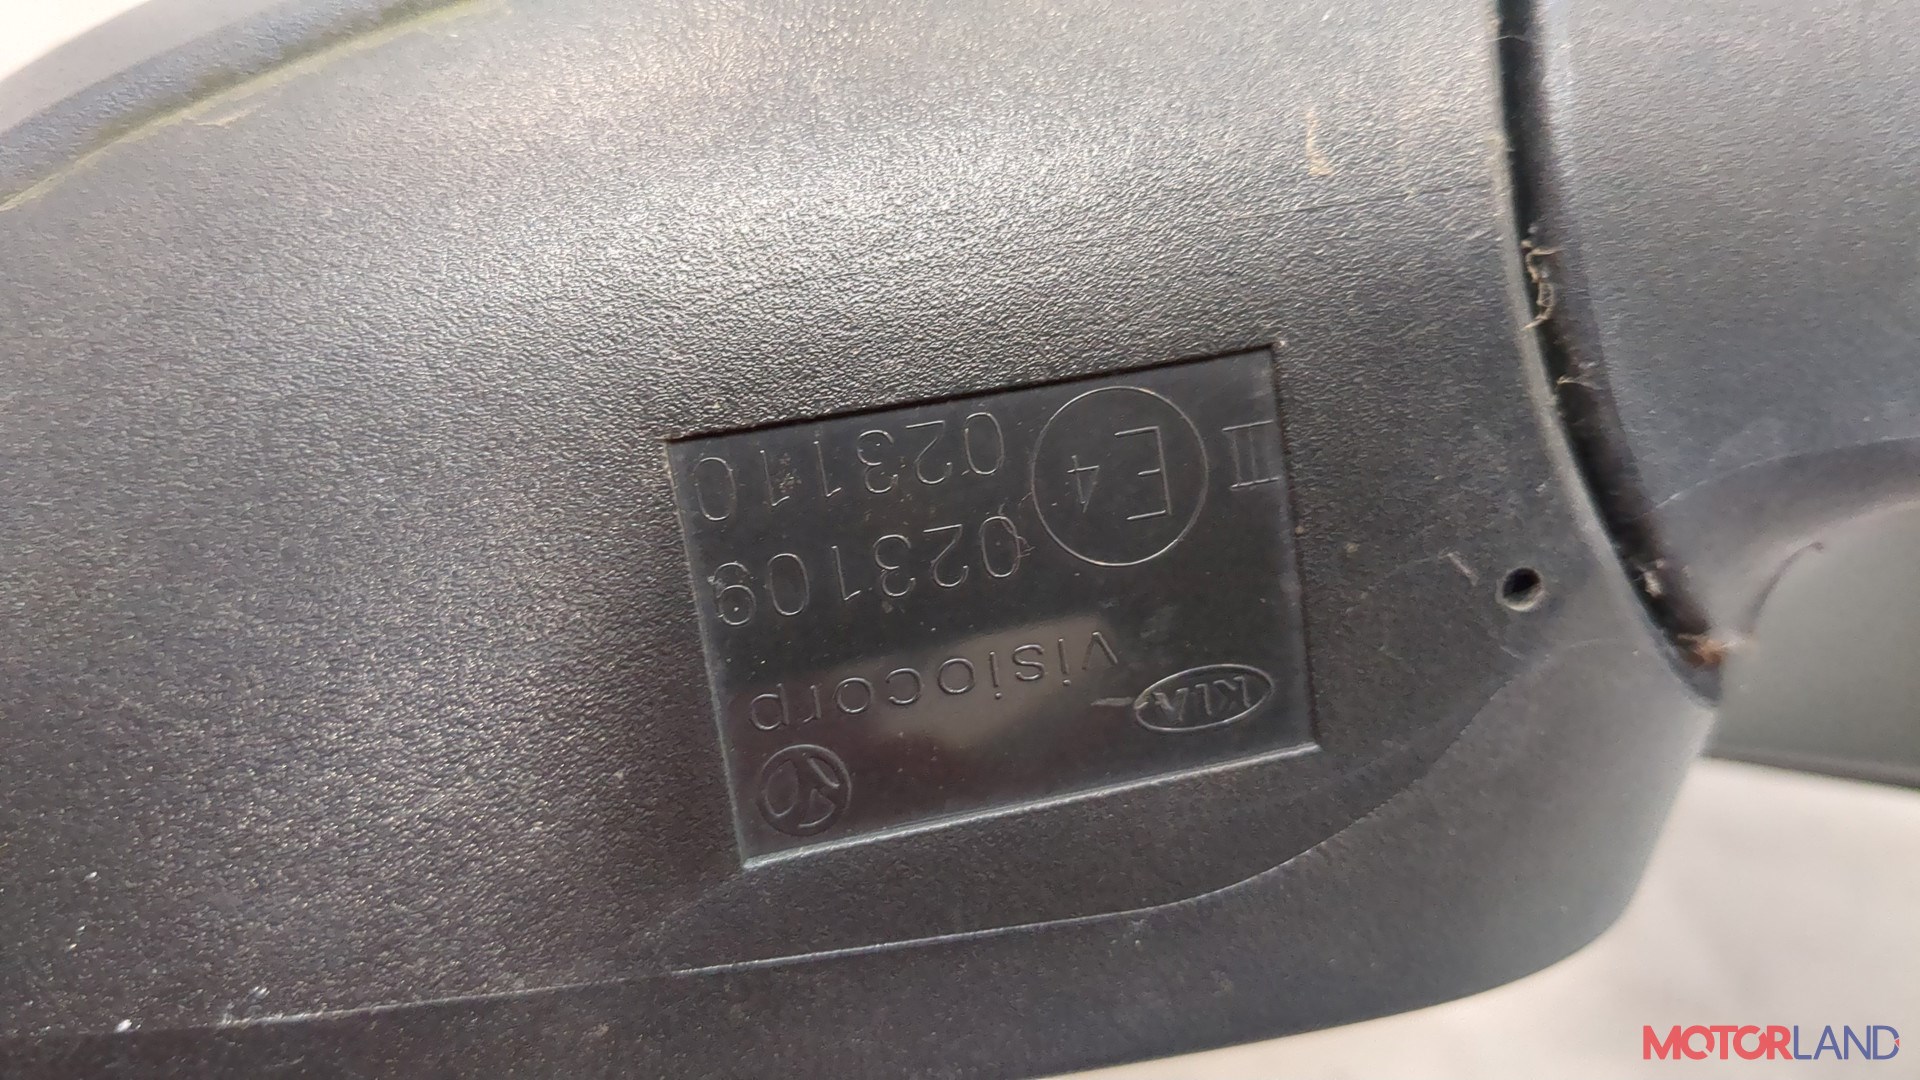 KIA
visiocorp
023109
III E4 023110
MOTORLAND